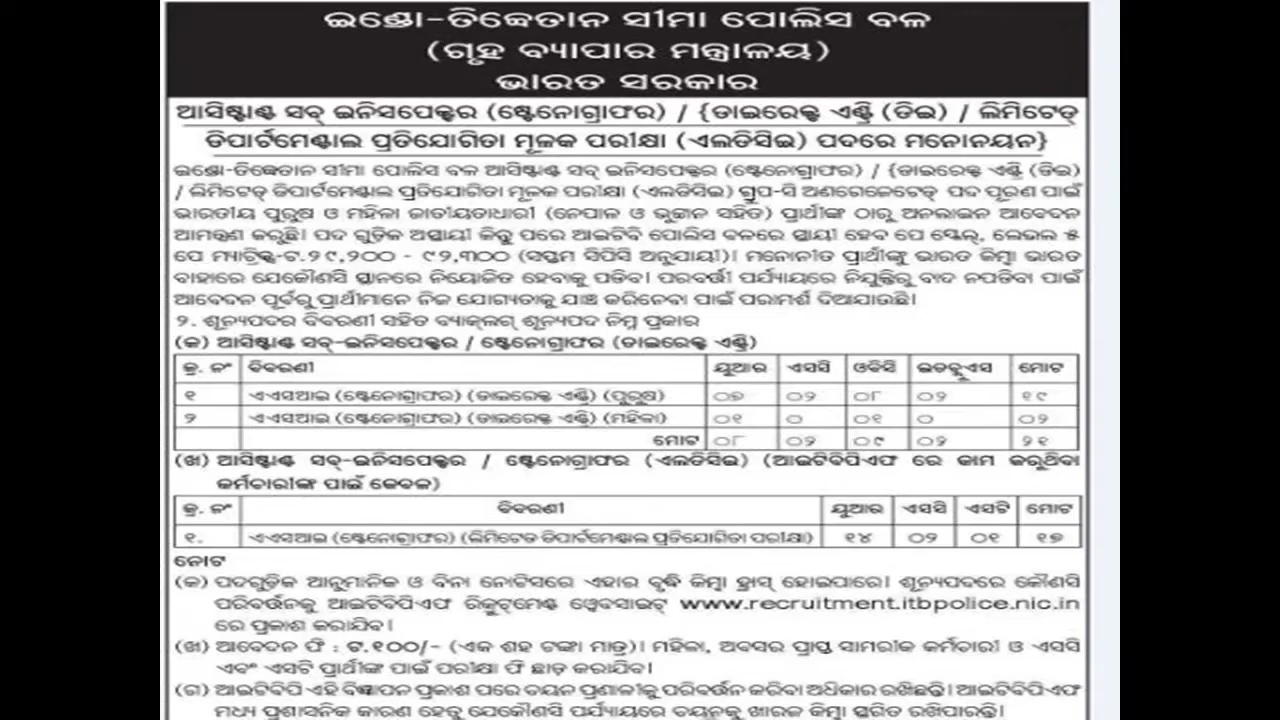 ଇଣ୍ଡୋ-ତିବ୍ବେତାନ ସୀମା ପୋଲିସ ବଳ
(ଗୃହ ବ୍ୟାପାର ମନ୍ତ୍ରାଳୟ)
ଭାରତ ସରକାର
ଆସିଷ୍ଟାଣ୍ଟ ସବ୍ ଇନିସପେକ୍ଟର (ଷ୍ଟେନୋଗ୍ରାଫର) / {ଡାଇରେକ୍ଟ ଏଣ୍ଟ୍ରି (ଡିଇ) / ଲିମିଟେଡ୍
ଡିପାର୍ଟମେଣ୍ଟାଲ ପ୍ରତିଯୋଗିତା ମୂଳକ ପରୀକ୍ଷା (ଏଲଡିସିଇ) ପଦରେ ମନୋନୟନ}
ଇଣ୍ଡୋ-ତିବ୍ବେତାନ ସୀମା ପୋଲିସ ବଳ ଆସିଷ୍ଟାଣ୍ଟ ସବ୍ ଇନିସପେକ୍ଟର (ଷ୍ଟେନୋଗ୍ରାଫର) / {ଡାଇରେକ୍ଟ ଏଣ୍ଟ୍ରି (ଡିଇ)
/ ଲିମିଟେଡ୍ ଡିପାର୍ଟମେଣ୍ଟାଲ ପ୍ରତିଯୋଗିତା ମୂଳକ ପରୀକ୍ଷା (ଏଲଡିସିଇ) ଗ୍ରୁପ-ସି ଅଣଗେଜେଟେଡ୍ ପଦ ପୂରଣ ପାଇଁ
ଭାରତୀୟ ପୁରୁଷ ଓ ମହିଳା ଜାତୀୟତାଧାରୀ (ନେପାଳ ଓ ଭୁଟାନ ସହିତ) ପ୍ରାର୍ଥୀଙ୍କ ଠାରୁ ଅନଲାଇନ ଆବେଦନ
ଆମନ୍ତ୍ରଣ କରୁଛି। ପଦ ଗୁଡିକ ଅସ୍ଥାୟୀ କିନ୍ତୁ ପରେ ଆଇଟିବି ପୋଲିସ ବଳରେ ସ୍ଥାୟୀ ହେବ ପେ ସ୍କେଲ୍, ଲେଭଲ ୫
ପେ ମ୍ୟାଟ୍ରିକ୍ସ-ଟ.୨୯,୨୦୦ - ୯୨,୩୦୦ (ସପ୍ତମ ସିପିସି ଅନୁଯାୟୀ)। ମନୋନୀତ ପ୍ରାର୍ଥୀଙ୍କୁ ଭାରତ କିମ୍ବା ଭାରତ
ବାହାରେ ଯେକୌଣସି ସ୍ଥାନରେ ନିୟୋଜିତ ହେବାକୁ ପଡିବ। ପରବର୍ତ୍ତୀ ପର୍ଯ୍ୟାୟରେ ନିଯୁକ୍ତିରୁ ବାଦ ନପଡିବା ପାଇଁ
ଆବେଦନ ପୂର୍ବରୁ ପ୍ରାର୍ଥୀମାନେ ନିଜ ଯୋଗ୍ୟତାକୁ ଯାଞ୍ଚ କରିନେବା ପାଇଁ ପରାମର୍ଶ ଦିଆଯାଉଛି।
୨. ଶୂନ୍ୟପଦର ବିବରଣୀ ସହିତ ବ୍ୟାକ୍‌ଲଗ୍ ଶୂନ୍ୟପଦ ନିମ୍ନ ପ୍ରକାର
(କ) ଆସିଷ୍ଟାଣ୍ଟ ସବ୍-ଇନିସପେକ୍ଟର / ଷ୍ଟେନୋଗ୍ରାଫର (ଡାଇରେକ୍ଟ ଏଣ୍ଟ୍ରି)
କ୍ର. ନଂ ବିବରଣୀ ୟୁଆର ଏସସି ଓବିସି ଇଡବ୍ଲୁଏସ ମୋଟ
୧ ଏଏସଆଇ (ଷ୍ଟେନୋଗ୍ରାଫର) (ଡାଇରେକ୍ଟ ଏଣ୍ଟ୍ରି) (ପୁରୁଷ) ୦୭ ୦୨ ୦୮ ୦୨ ୧୯
୨ ଏଏସଆଇ (ଷ୍ଟେନୋଗ୍ରାଫର) (ଡାଇରେକ୍ଟ ଏଣ୍ଟ୍ରି) (ମହିଳା) ୦୧ ୦ ୦୧ ୦ ୦୨
ମୋଟ ୦୮ ୦୨ ୦୯ ୦୨ ୨୧
(ଖ) ଆସିଷ୍ଟାଣ୍ଟ ସବ୍-ଇନିସପେକ୍ଟର / ଷ୍ଟେନୋଗ୍ରାଫର (ଏଲଡିସିଇ) (ଆଇଟିବିପିଏଫ ରେ କାମ କରୁଥିବା
କର୍ମଚାରୀଙ୍କ ପାଇଁ କେବଳ)
କ୍ର. ନଂ ବିବରଣୀ ୟୁଆର ଏସସି ଏସଟି ମୋଟ
୧. ଏଏସଆଇ (ଷ୍ଟେନୋଗ୍ରାଫର) (ଲିମିଟେଡ ଡିପାର୍ଟମେଣ୍ଟାଲ ପ୍ରତିଯୋଗିତା ପରୀକ୍ଷା) ୧୪ ୦୨ ୦୧ ୧୭
ନୋଟ
(କ) ପଦଗୁଡ଼ିକ ଆନୁମାନିକ ଓ ବିନା ନୋଟିସରେ ଏହାର ବୃଦ୍ଧି କିମ୍ବା ହ୍ରାସ୍ ହୋଇପାରେ। ଶୂନ୍ୟପଦରେ କୌଣସି
ପରିବର୍ତ୍ତନକୁ ଆଇଟିବିପିଏଫ ରିକ୍ରୁଟ୍‌ମେଣ୍ଟ ୱେବସାଇଟ୍ www.recruitment.itbpolice.nic.in
ରେ ପ୍ରକାଶ କରାଯିବ।
(ଖ) ଆବେଦନ ଫି : ଟ.୧୦୦/- (ଏକ ଶହ ଟଙ୍କା ମାତ୍ର)। ମହିଳା, ଅବସର ପ୍ରାପ୍ତ ସାମରୀକ କର୍ମଚାରୀ ଓ ଏସସି
ଏବଂ ଏସଟି ପ୍ରାର୍ଥୀଙ୍କ ପାଇଁ ପରୀକ୍ଷା ଫି ଛାଡ଼ କରାଯିବ।
(ଗ) ଆଇଟିବିପି ଏହି ବିଜ୍ଞାପନ ପ୍ରକାଶ ପରେ ଚୟନ ପ୍ରଣାଳୀକୁ ପରିବର୍ତ୍ତନ କରିବା ଅଧିକାର ରଖିଛନ୍ତି। ଆଇଟିବିପିଏଫ
ମଧ୍ୟ ପ୍ରଶାସନିକ କାରଣ ହେତୁ ଯେକୌଣସି ପର୍ଯ୍ୟାୟରେ ଚୟନକୁ ଖାରଜ କିମ୍ବା ସ୍ଥଗିତ ରଖିପାରନ୍ତି।